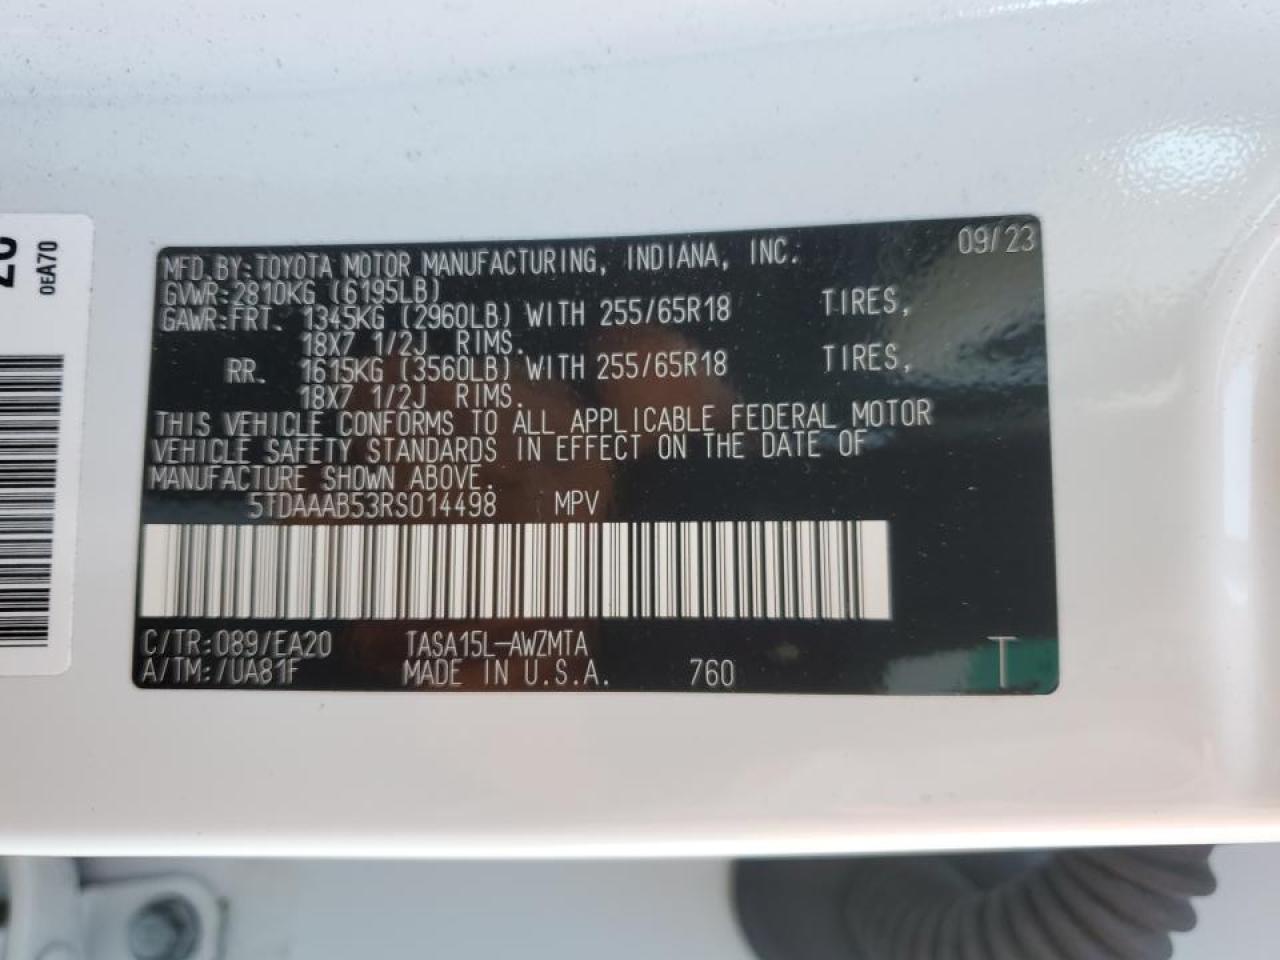 MFD.BY:TOYOTA MOTOR MANUFACTURING, INDIANA, INC. 09/23
GVWR:2810KG (6195LB)
GAWR:FRT. 1345KG (2960LB) WITH 255/65R18 TIRES,
18X7 1/2J RIMS.
RR. 1615KG (3560LB) WITH 255/65R18 TIRES,
18X7 1/2J RIMS.
THIS VEHICLE CONFORMS TO ALL APPLICABLE FEDERAL MOTOR
VEHICLE SAFETY STANDARDS IN EFFECT ON THE DATE OF
MANUFACTURE SHOWN ABOVE.
5TDAAAB53RS014498 MPV
C/TR:089/EA20 TASA15L-AWZMTA
A/TM:/UA81F MADE IN U.S.A. 760 T
0EA70